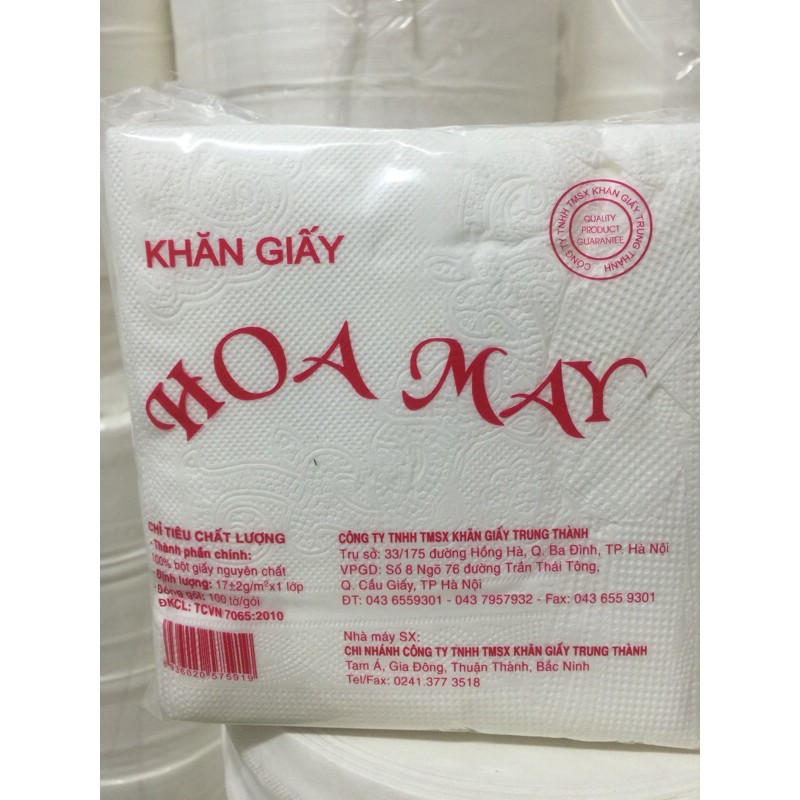 KHĂN GIẤY
CÔNG TY TNHH TMSX KHĂN GIẤY TRUNG THÀNH
QUALITY
PRODUCT
GUARANTEE
HOA MAY
CHỈ TIÊU CHẤT LƯỢNG
- Thành phần chính:
100% bột giấy nguyên chất
- Định lượng: 17±2g/m²x1 lớp
- Đóng gói: 100 tờ/gói
ĐKCL: TCVN 7065:2010
CÔNG TY TNHH TMSX KHĂN GIẤY TRUNG THÀNH
Trụ sở: 33/175 đường Hồng Hà, Q. Ba Đình, TP. Hà Nội
VPGD: Số 8 Ngõ 76 đường Trần Thái Tông,
Q. Cầu Giấy, TP Hà Nội
ĐT: 043 6559301 - 043 7957932 - Fax: 043 655 9301
Nhà máy SX:
CHI NHÁNH CÔNG TY TNHH TMSX KHĂN GIẤY TRUNG THÀNH
Tam Á, Gia Đông, Thuận Thành, Bắc Ninh
Tel/Fax: 0241 377 3518
8 936020 575919